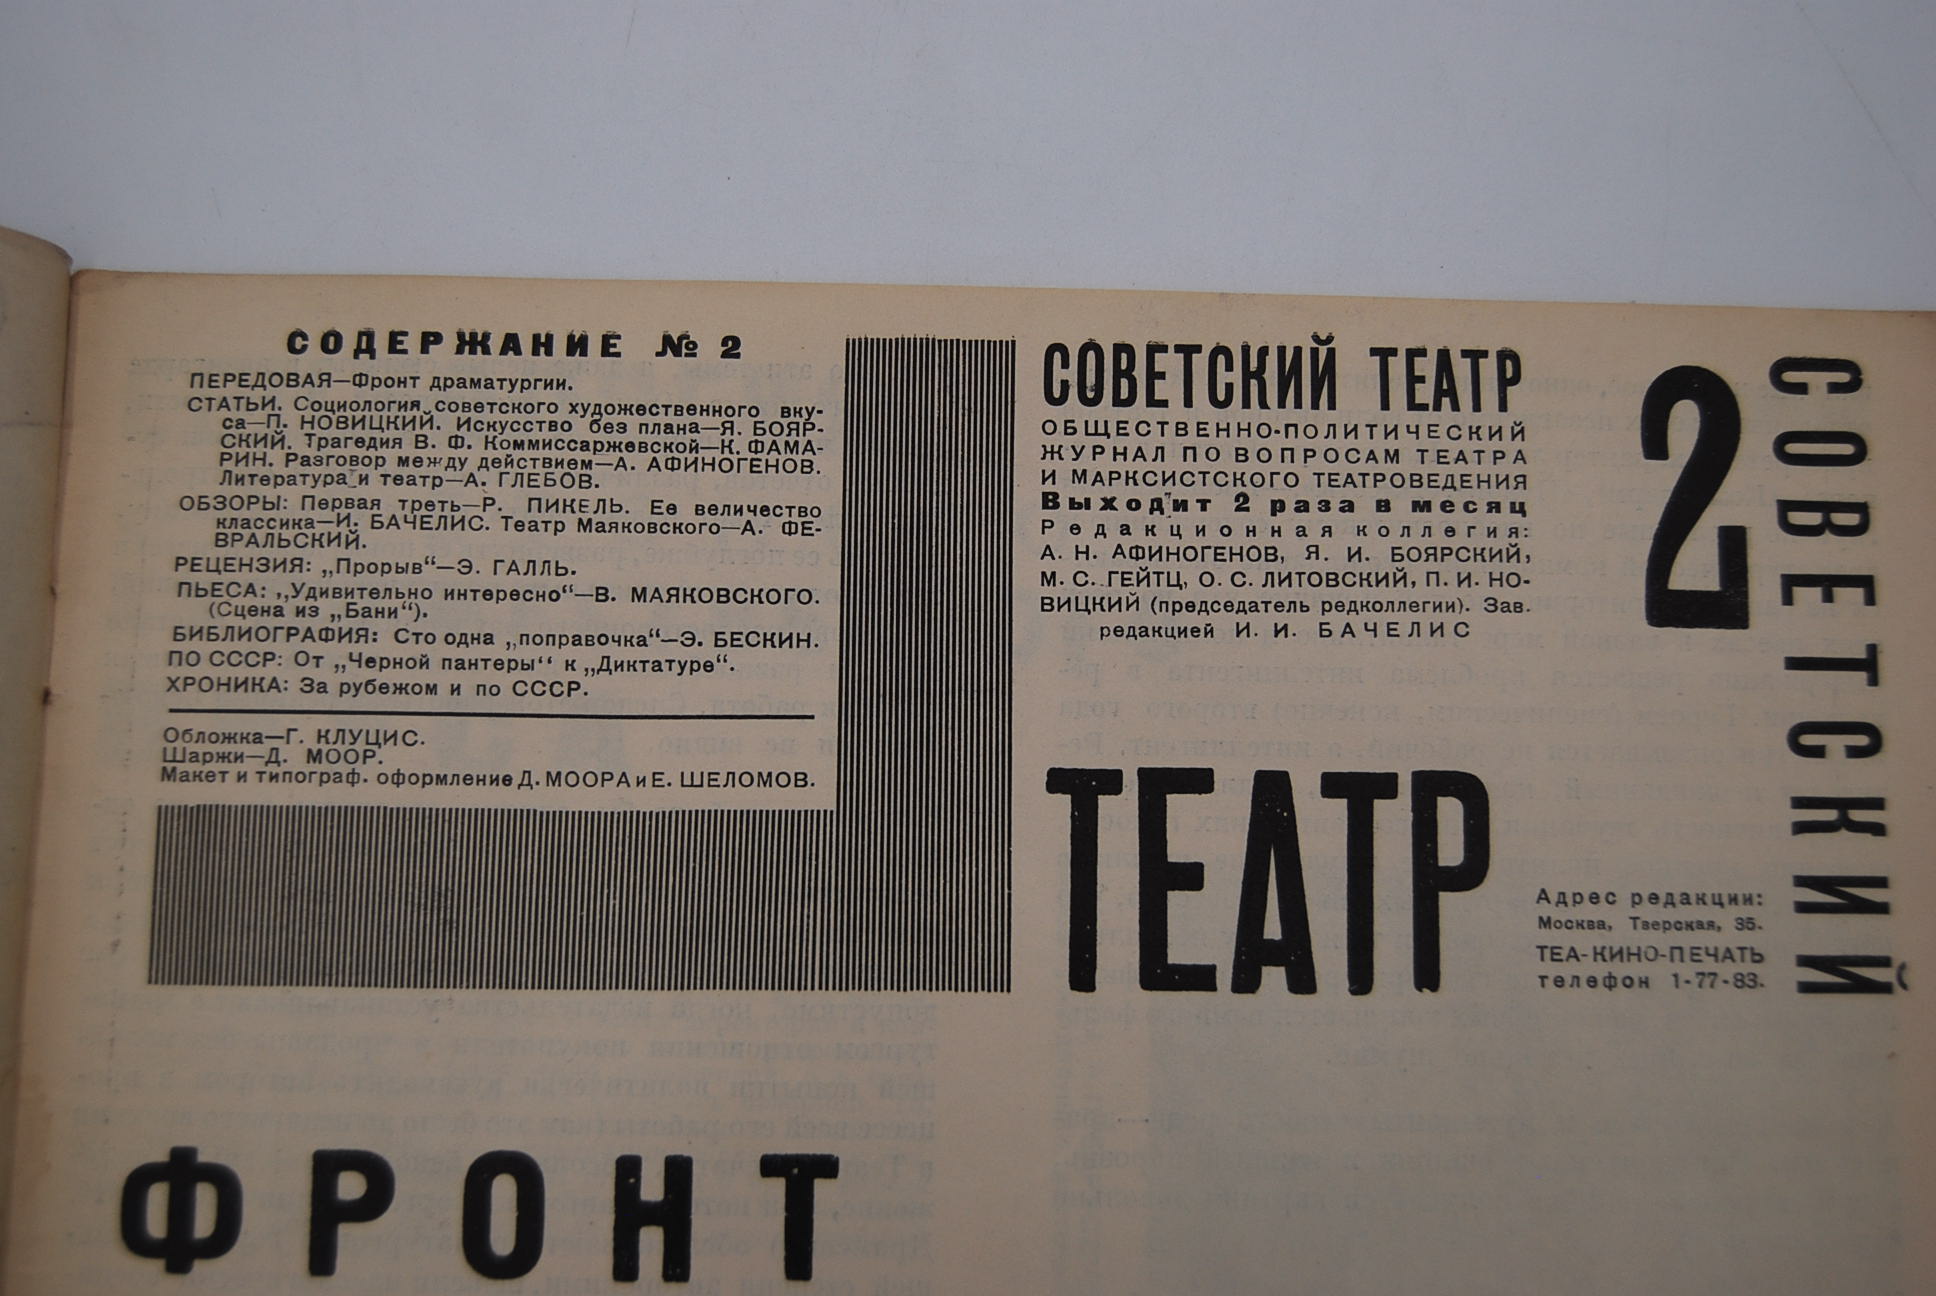 СОДЕРЖАНИЕ № 2
ПЕРЕДОВАЯ—Фронт драматургии.
СТАТЬИ. Социология советского художественного вку-
са—П. НОВИЦКИЙ. Искусство без плана—Я. БОЯР-
СКИЙ. Трагедия В. Ф. Коммиссаржевской—К. ФАМА-
РИН. Разговор между действием—А. АФИНОГЕНОВ.
Литература и театр—А. ГЛЕБОВ.
ОБЗОРЫ: Первая треть—Р. ПИКЕЛЬ. Ее величество
классика—И. БАЧЕЛИС. Театр Маяковского—А. ФЕ-
ВРАЛЬСКИЙ.
РЕЦЕНЗИЯ: „Прорыв“—Э. ГАЛЛЬ.
ПЬЕСА: „Удивительно интересно“—В. МАЯКОВСКОГО.
(Сцена из „Бани“).
БИБЛИОГРАФИЯ: Сто одна „поправочка“—Э. БЕСКИН.
ПО СССР: От „Черной пантеры“ к „Диктатуре“.
ХРОНИКА: За рубежом и по СССР.
Обложка—Г. КЛУЦИС.
Шаржи—Д. МООР.
Макет и типограф. оформление Д. МООРА и Е. ШЕЛОМОВ.
СОВЕТСКИЙ ТЕАТР
ОБЩЕСТВЕННО-ПОЛИТИЧЕСКИЙ
ЖУРНАЛ ПО ВОПРОСАМ ТЕАТРА
И МАРКСИСТСКОГО ТЕАТРОВЕДЕНИЯ
Выходит 2 раза в месяц
Редакционная коллегия:
А. Н. АФИНОГЕНОВ, Я. И. БОЯРСКИЙ,
М. С. ГЕЙТЦ, О. С. ЛИТОВСКИЙ, П. И. НО-
ВИЦКИЙ (председатель редколлегии). Зав.
редакцией И. И. БАЧЕЛИС
2
СОВЕТСКИЙ
ТЕАТР
Адрес редакции:
Москва, Тверская, 35.
ТЕА-КИНО-ПЕЧАТЬ
телефон 1-77-83.
ФРОНТ